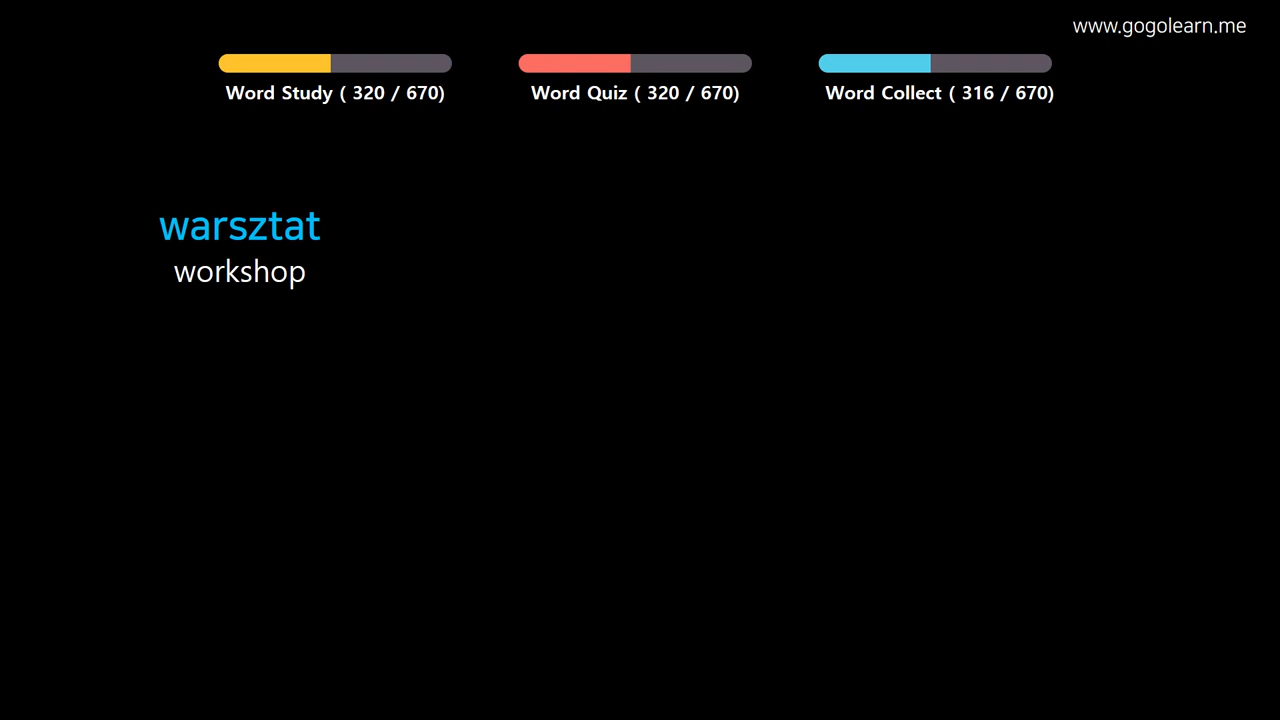 www.gogolearn.me
Word Study ( 320 / 670)
Word Quiz ( 320 / 670)
Word Collect ( 316 / 670)
warsztat
workshop